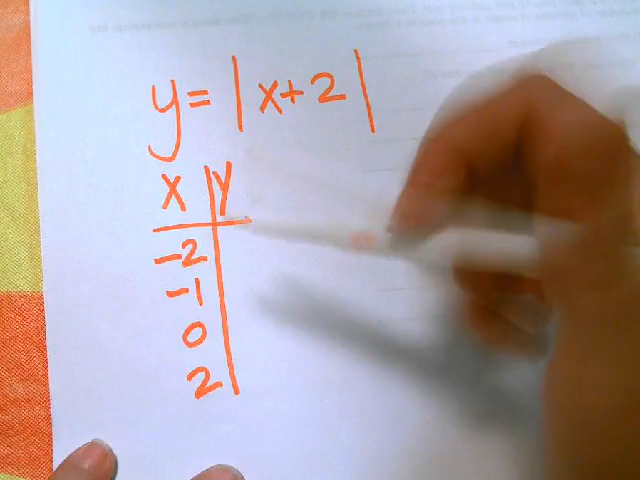 y = |x+2|
x | y
-2
-1
0
2